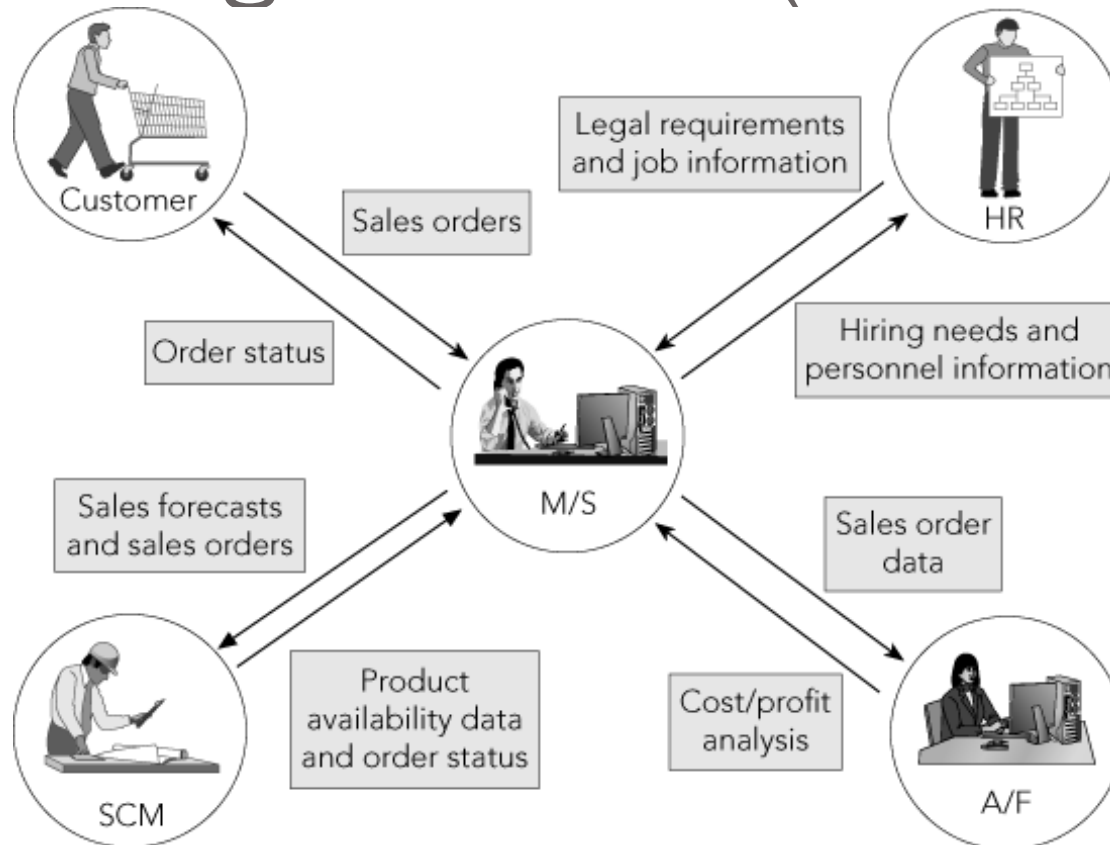 Customer
Sales orders
Order status
Legal requirements
and job information
HR
Hiring needs and
personnel information
M/S
Sales forecasts
and sales orders
Product
availability data
and order status
SCM
Sales order
data
Cost/profit
analysis
A/F